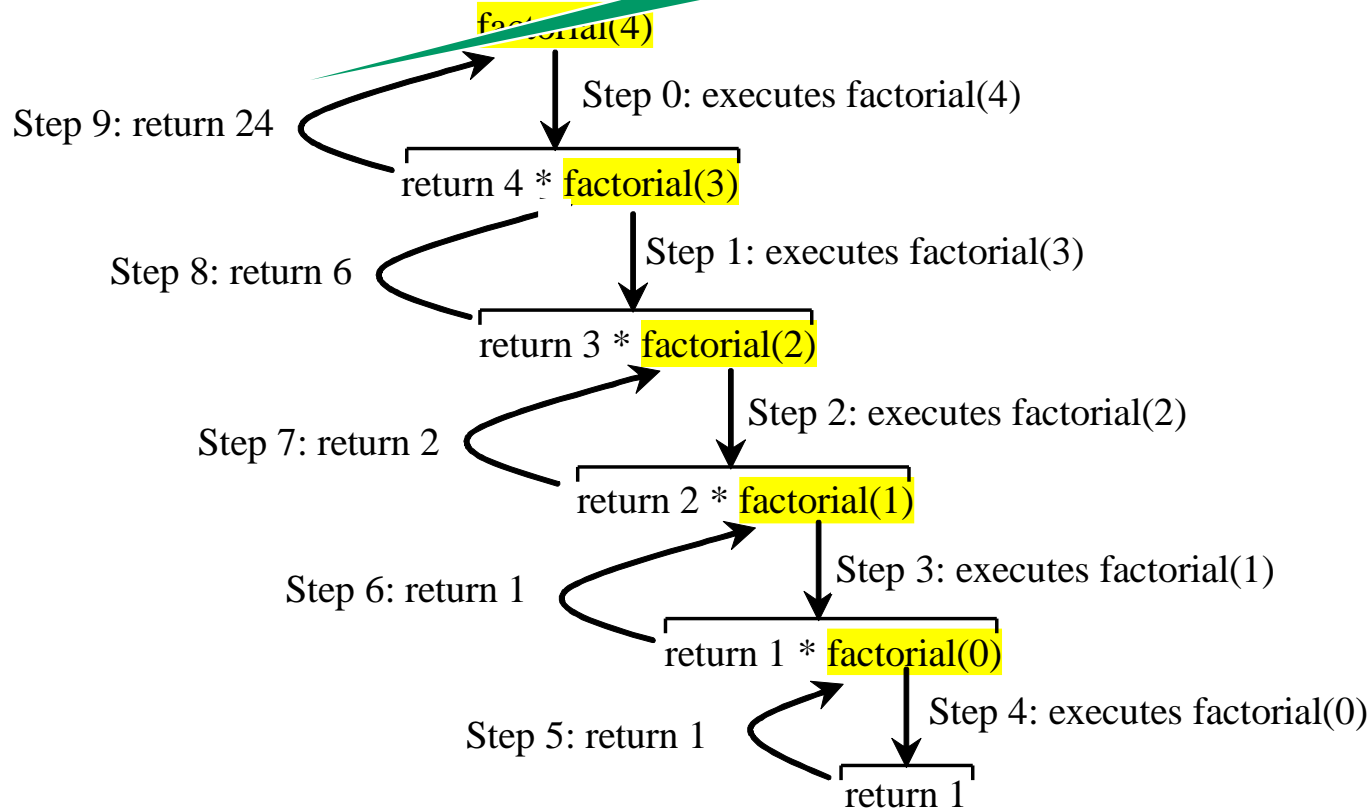 factorial(4)
Step 0: executes factorial(4)
Step 9: return 24
return 4 * factorial(3)
Step 1: executes factorial(3)
Step 8: return 6
return 3 * factorial(2)
Step 2: executes factorial(2)
Step 7: return 2
return 2 * factorial(1)
Step 3: executes factorial(1)
Step 6: return 1
return 1 * factorial(0)
Step 4: executes factorial(0)
Step 5: return 1
return 1